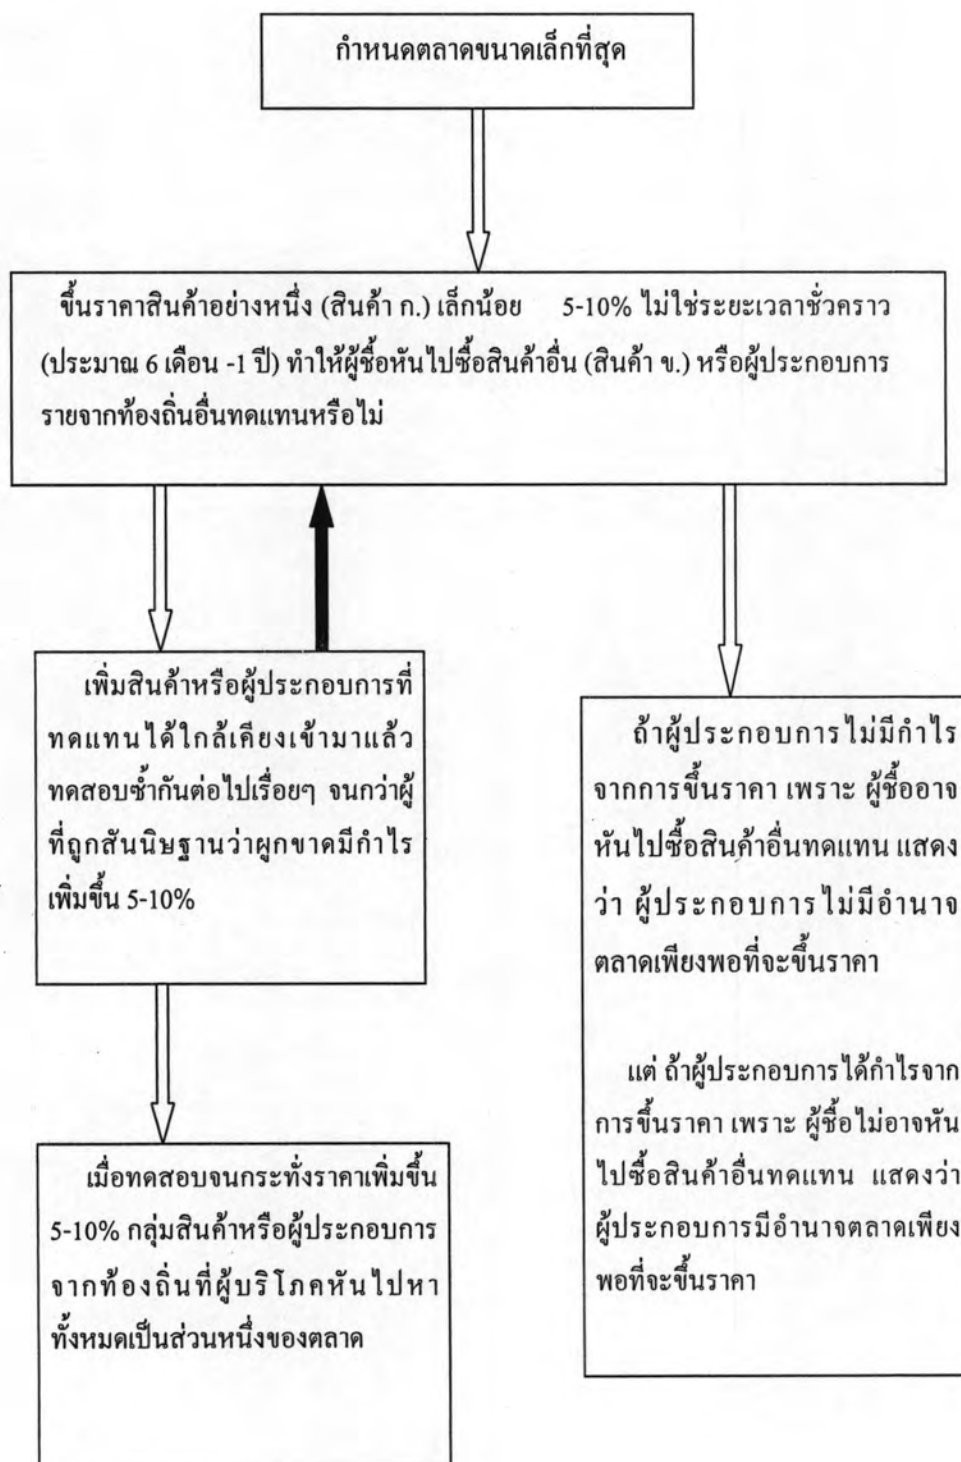 กำหนดตลาดขนาดเล็กที่สุด
ขึ้นราคาสินค้าอย่างหนึ่ง (สินค้า ก.) เล็กน้อย 5-10% ไม่ใช่ระยะเวลาชั่วคราว
(ประมาณ 6 เดือน -1 ปี) ทำให้ผู้ซื้อหันไปซื้อสินค้าอื่น (สินค้า ข.) หรือผู้ประกอบการ
รายจากท้องถิ่นอื่นทดแทนหรือไม่
เพิ่มสินค้าหรือผู้ประกอบการที่
ทดแทนได้ใกล้เคียงเข้ามาแล้ว
ทดสอบซ้ำกันต่อไปเรื่อยๆ จนกว่าผู้
ที่ถูกสันนิษฐานว่าผูกขาดมีกำไร
เพิ่มขึ้น 5-10%
เมื่อทดสอบจนกระทั่งราคาเพิ่มขึ้น
5-10% กลุ่มสินค้าหรือผู้ประกอบการ
จากท้องถิ่นที่ผู้บริโภคหันไปหา
ทั้งหมดเป็นส่วนหนึ่งของตลาด
ถ้าผู้ประกอบการไม่มีกำไร
จากการขึ้นราคา เพราะ ผู้ซื้ออาจ
หันไปซื้อสินค้าอื่นทดแทน แสดง
ว่า ผู้ประกอบการไม่มีอำนาจ
ตลาดเพียงพอที่จะขึ้นราคา
แต่ ถ้าผู้ประกอบการได้กำไรจาก
การขึ้นราคา เพราะ ผู้ซื้อไม่อาจหัน
ไปซื้อสินค้าอื่นทดแทน แสดงว่า
ผู้ประกอบการมีอำนาจตลาดเพียง
พอที่จะขึ้นราคา